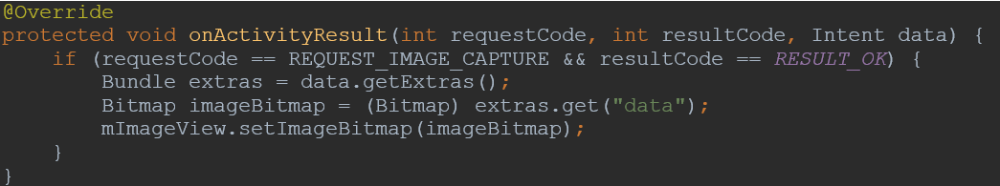 @Override
protected void onActivityResult(int requestCode, int resultCode, Intent data) {
    if (requestCode == REQUEST_IMAGE_CAPTURE && resultCode == RESULT_OK) {
        Bundle extras = data.getExtras();
        Bitmap imageBitmap = (Bitmap) extras.get("data");
        mImageView.setImageBitmap(imageBitmap);
    }
}